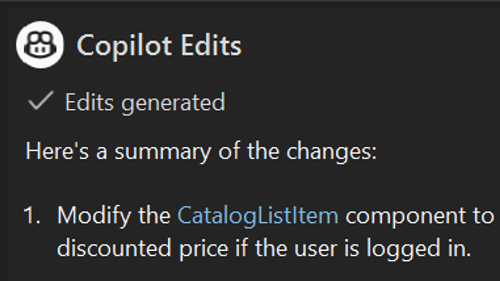 Copilot Edits
Edits generated
Here's a summary of the changes:
1. Modify the CatalogListItem component to
discounted price if the user is logged in.